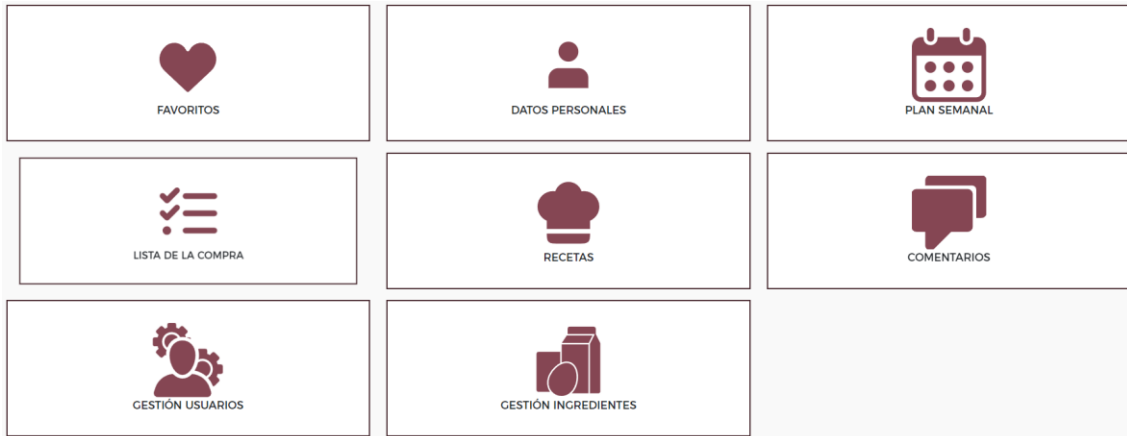 FAVORITOS
DATOS PERSONALES
PLAN SEMANAL
LISTA DE LA COMPRA
RECETAS
COMENTARIOS
GESTIÓN USUARIOS
GESTIÓN INGREDIENTES